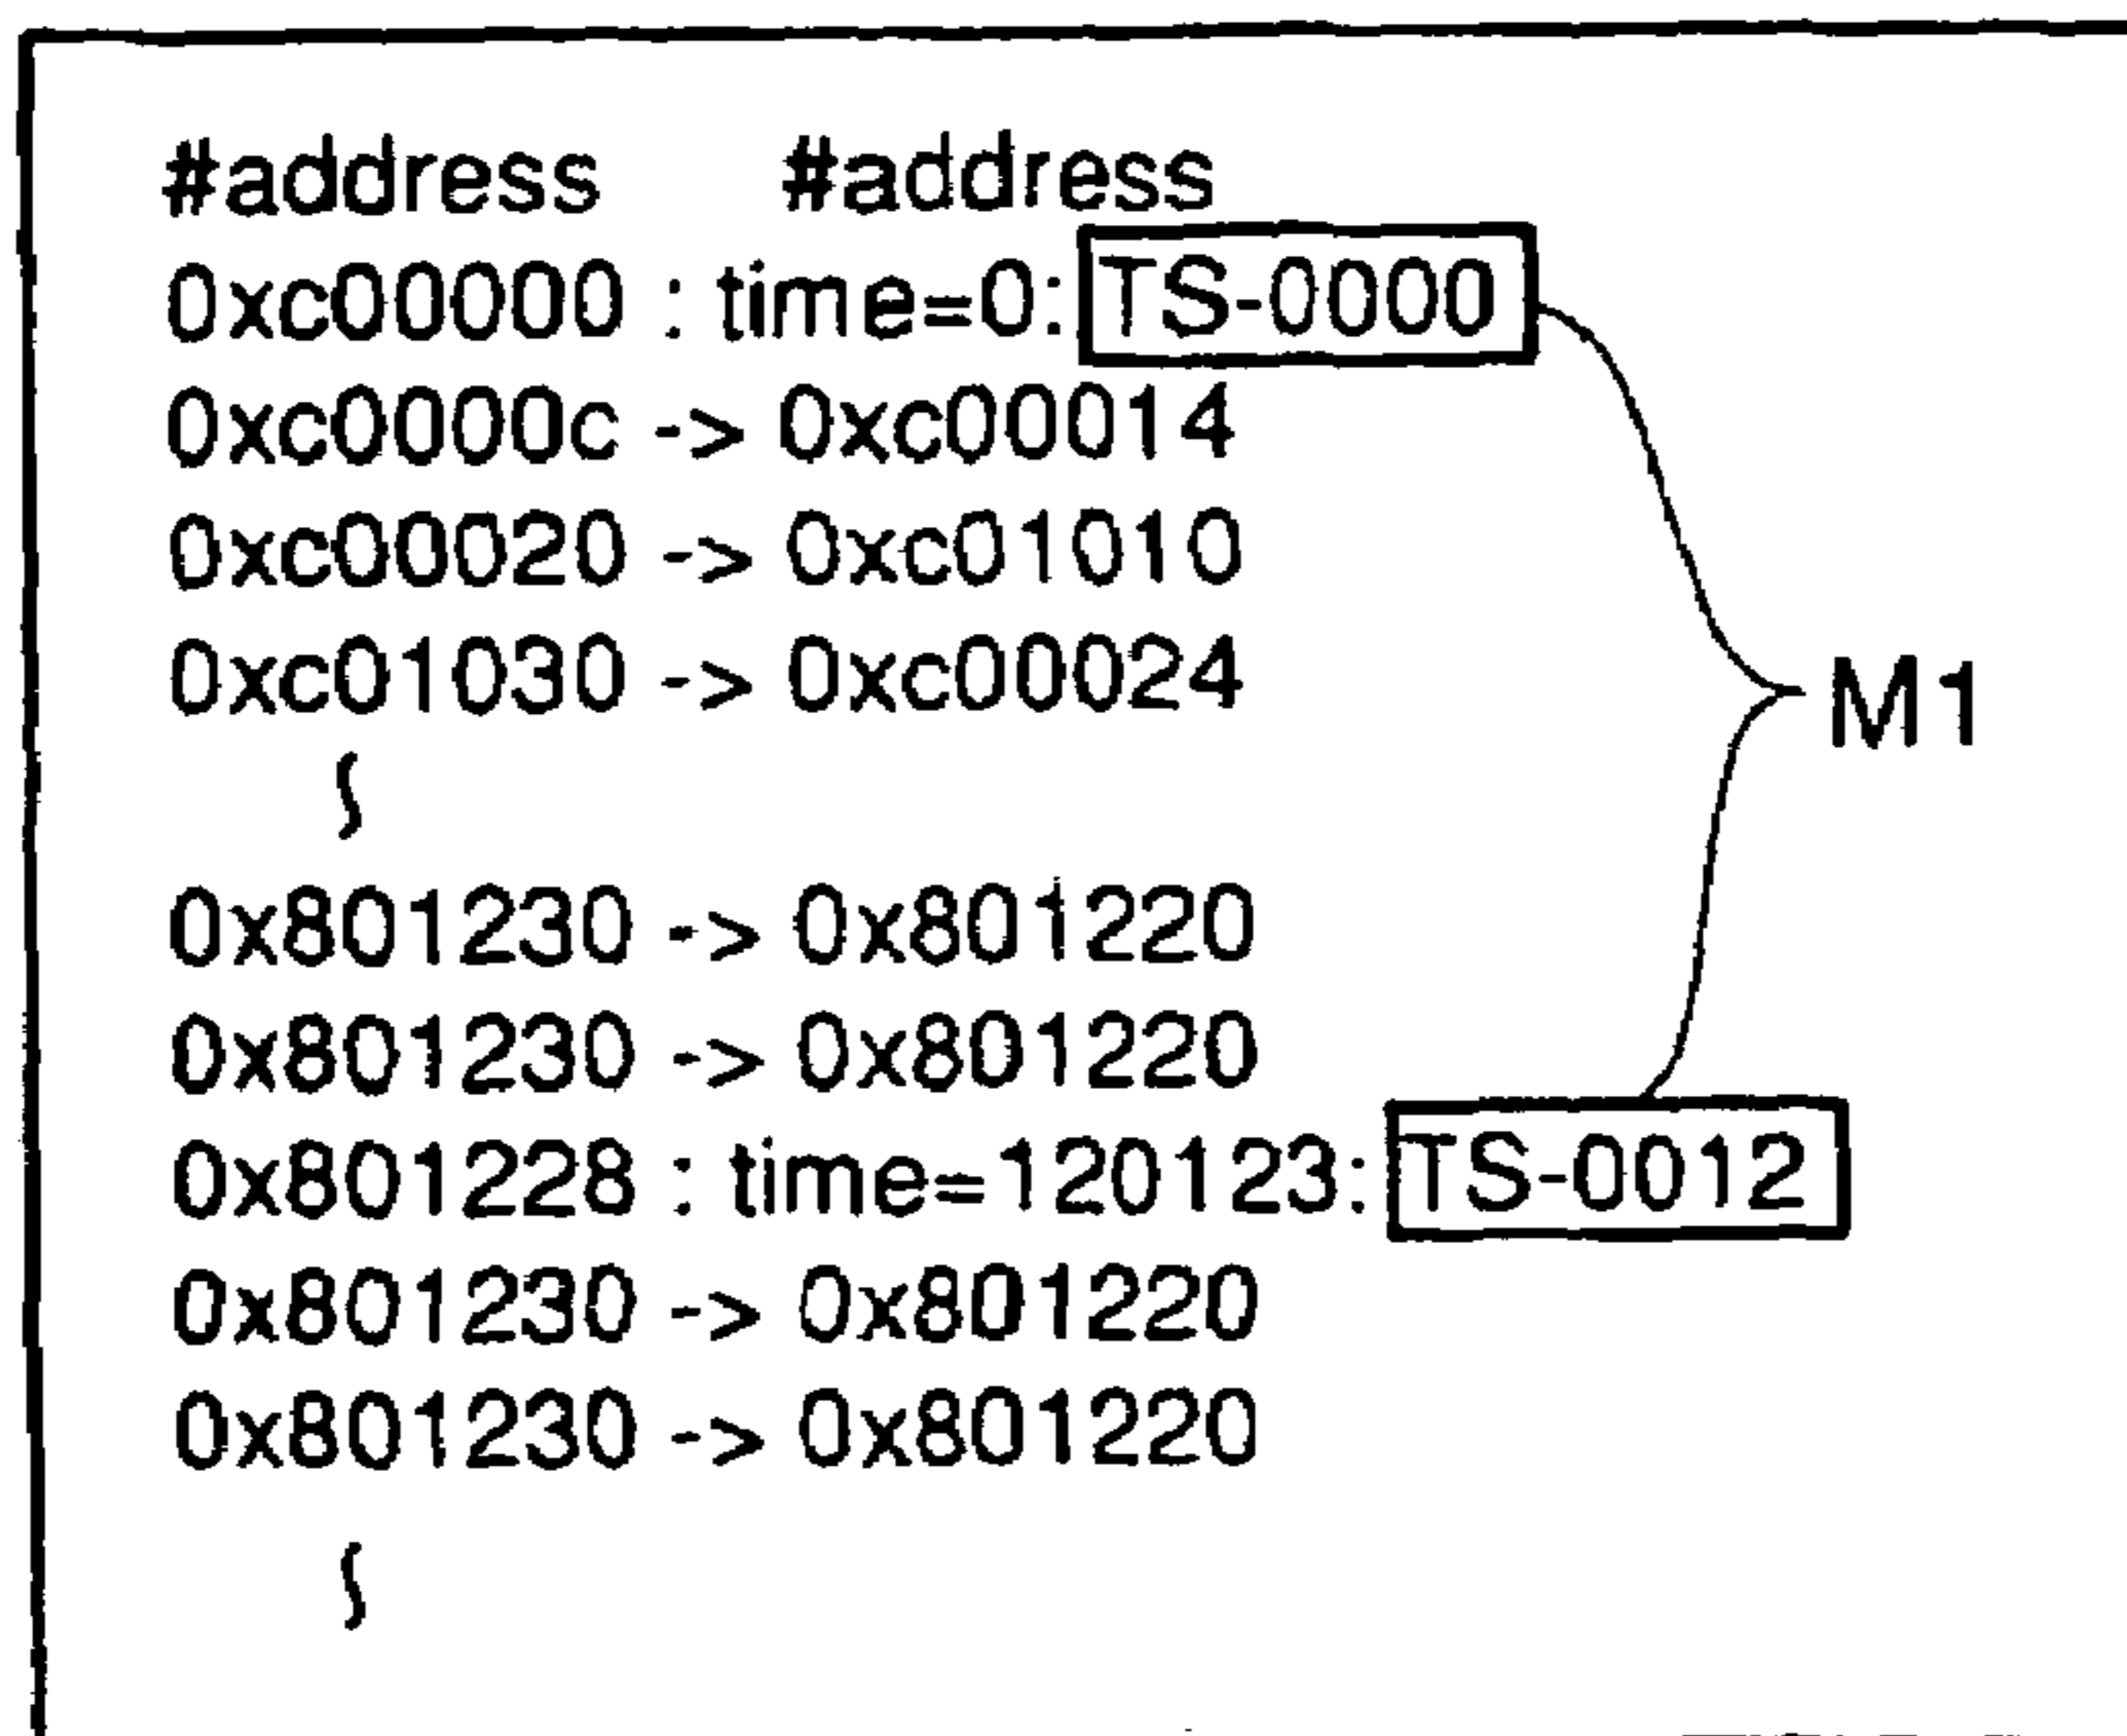 #address #address
0xc00000 : time=0: TS-0000
0xc0000c -> 0xc00014
0xc00020 -> 0xc01010
0xc01030 -> 0xc00024
M1
0x801230 -> 0x801220
0x801230 -> 0x801220
0x801228 : time=120123: TS-0012
0x801230 -> 0x801220
0x801230 -> 0x801220